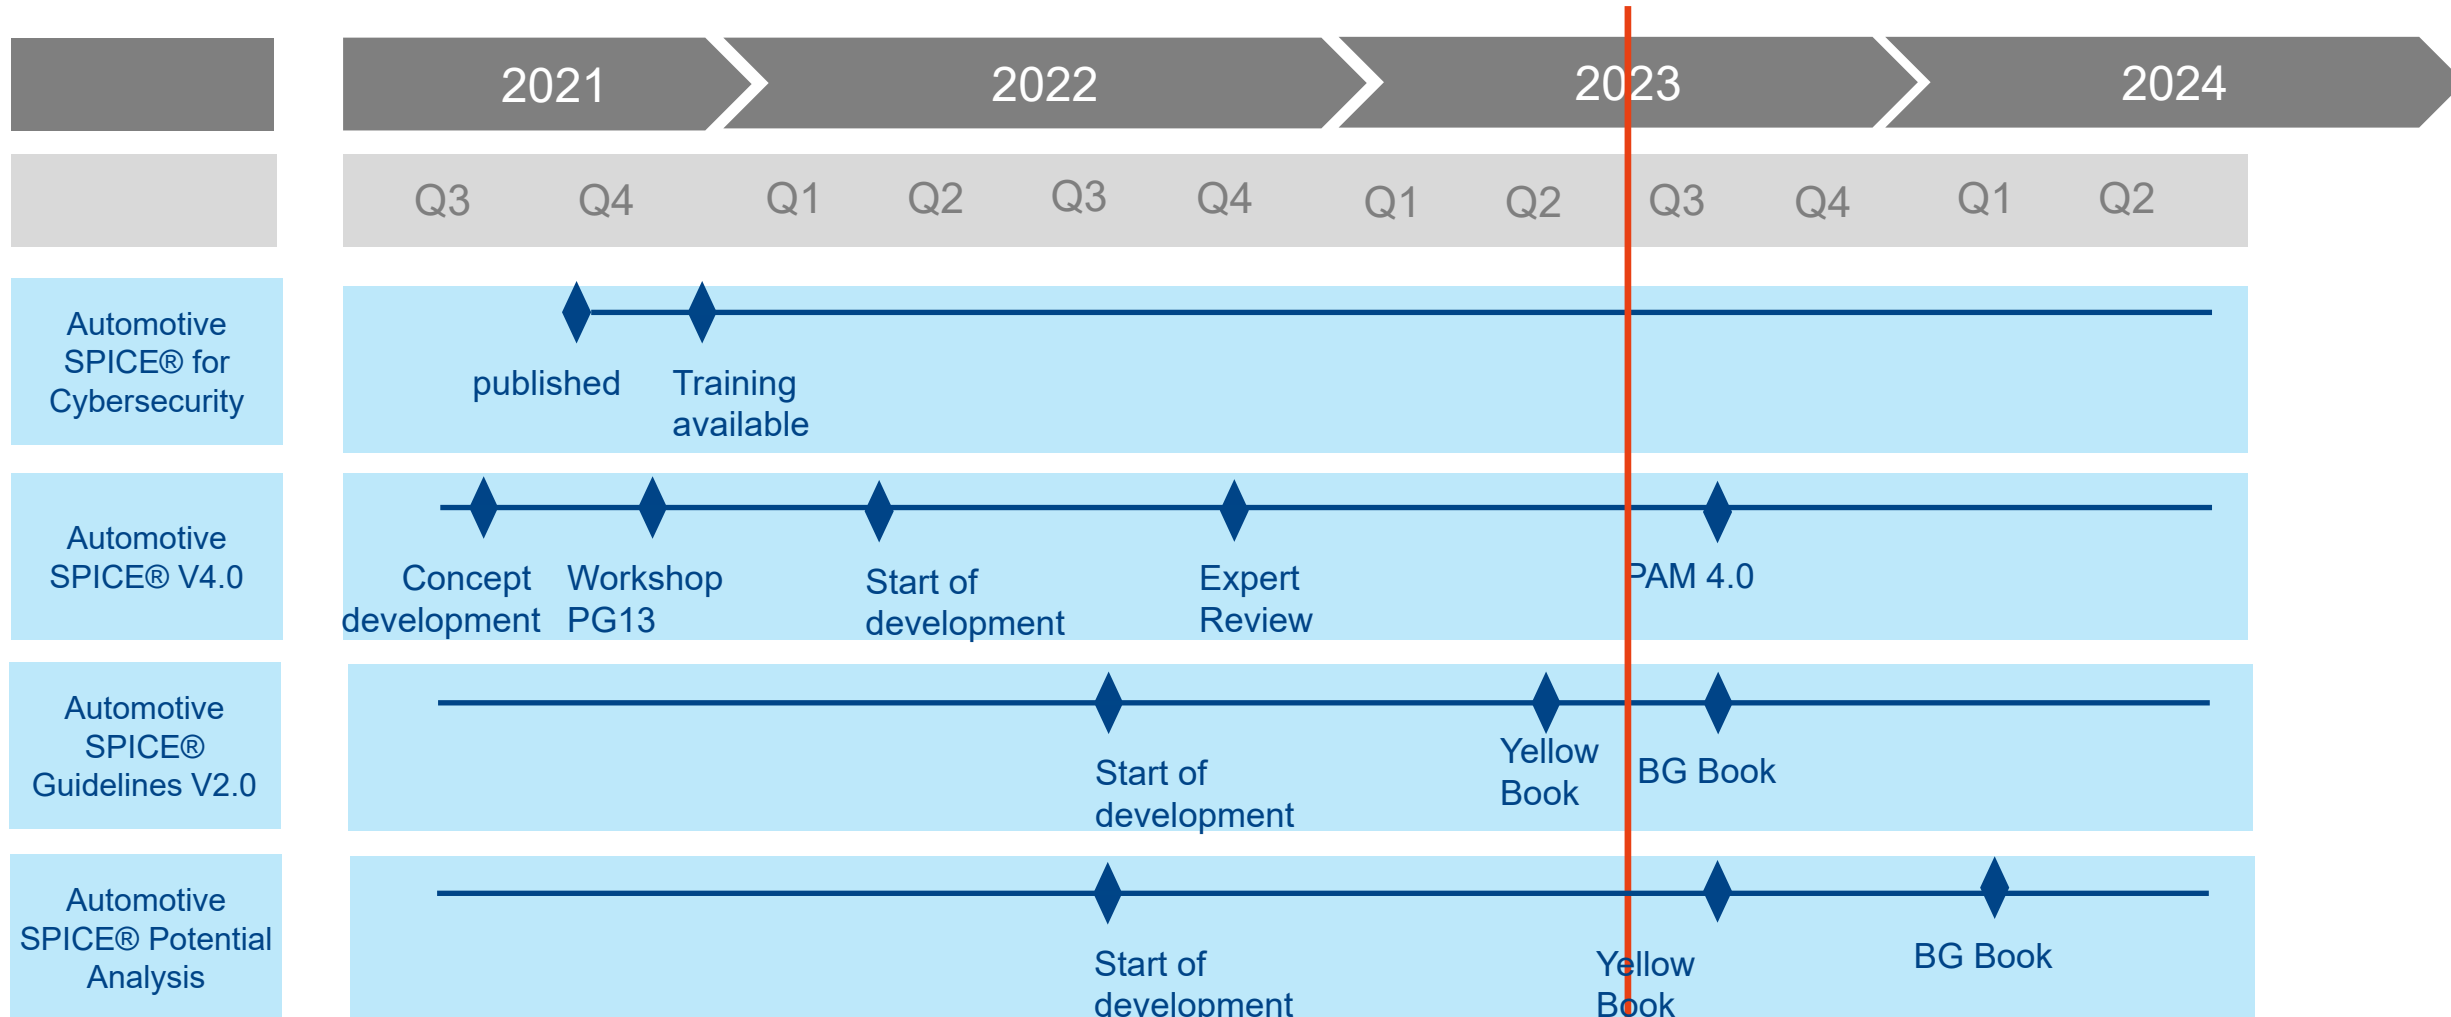 2021
2022
2023
2024
Q3
Q4
Q1
Q2
Q3
Q4
Q1
Q2
Q3
Q4
Q1
Q2
Automotive
SPICE® for
Cybersecurity
published
Training
available
Automotive
SPICE® V4.0
Concept
development
Workshop
PG13
Start of
development
Expert
Review
PAM 4.0
Automotive
SPICE®
Guidelines V2.0
Start of
development
Yellow
Book
BG Book
Automotive
SPICE® Potential
Analysis
Start of
development
Yellow
Book
BG Book